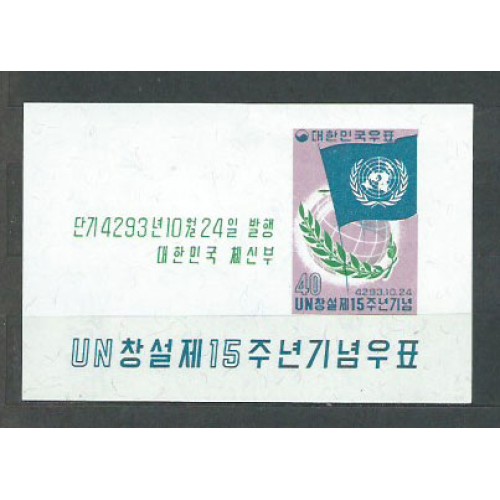 대한민국우표
단기4293년10월24일 발행
대한민국 체신부
40
4293.10.24
UN창설제15주년기념
UN창설제15주년기념우표